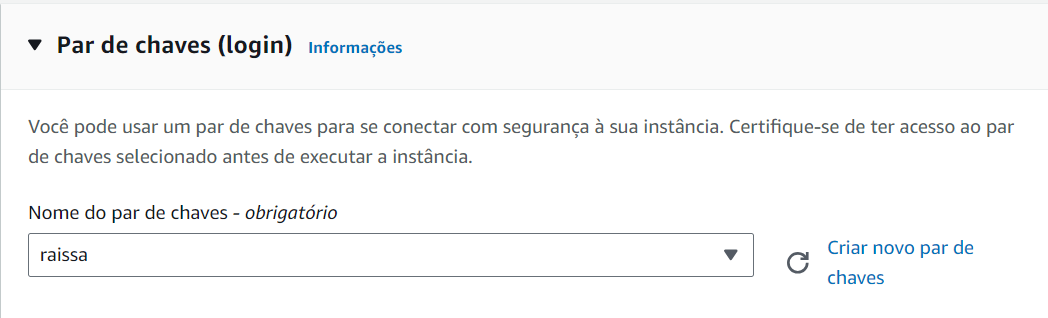 Par de chaves (login) Informações
Você pode usar um par de chaves para se conectar com segurança à sua instância. Certifique-se de ter acesso ao par
de chaves selecionado antes de executar a instância.
Nome do par de chaves - obrigatório
raissa
Criar novo par de
chaves